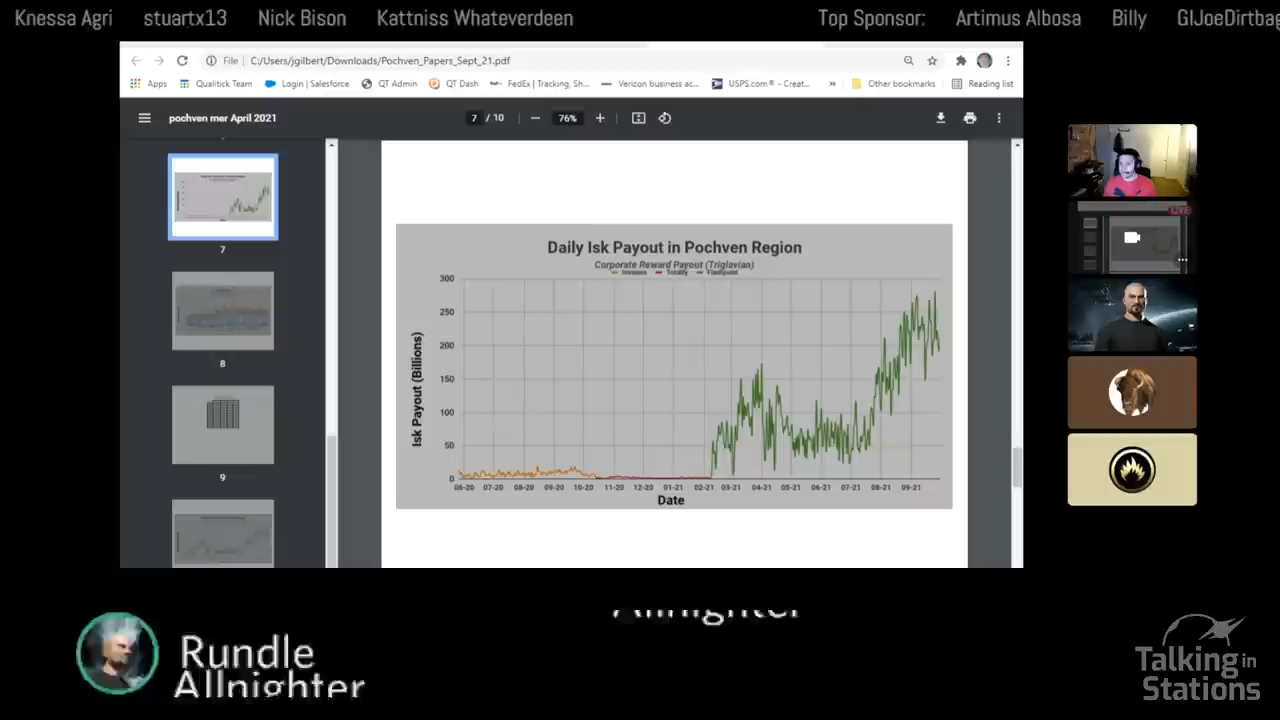 Knessa Agri stuartx13 Nick Bison Kattniss Whateverdeen Top Sponsor: Artimus Albosa Billy GIJoeDirtbag
File C:/Users/jgilbert/Downloads/Pochven_Papers_Sept_21.pdf
Apps Qualitick Team Login | Salesforce QT Admin QT Dash FedEx | Tracking, Sh... Verizon business ac... USPS.com® - Creat... » Other bookmarks Reading list
pochven mer April 2021 7 / 10 76%
LIVE
7
8
9
Daily Isk Payout in Pochven Region
Corporate Reward Payout (Triglavian)
Isk Payout (Billions)
300
250
200
150
100
50
0
06-20 07-20 08-20 09-20 10-20 11-20 12-20 01-21 02-21 03-21 04-21 05-21 06-21 07-21 08-21 09-21
Date
Allnighter
Rundle
Allnighter
Talking in
Stations